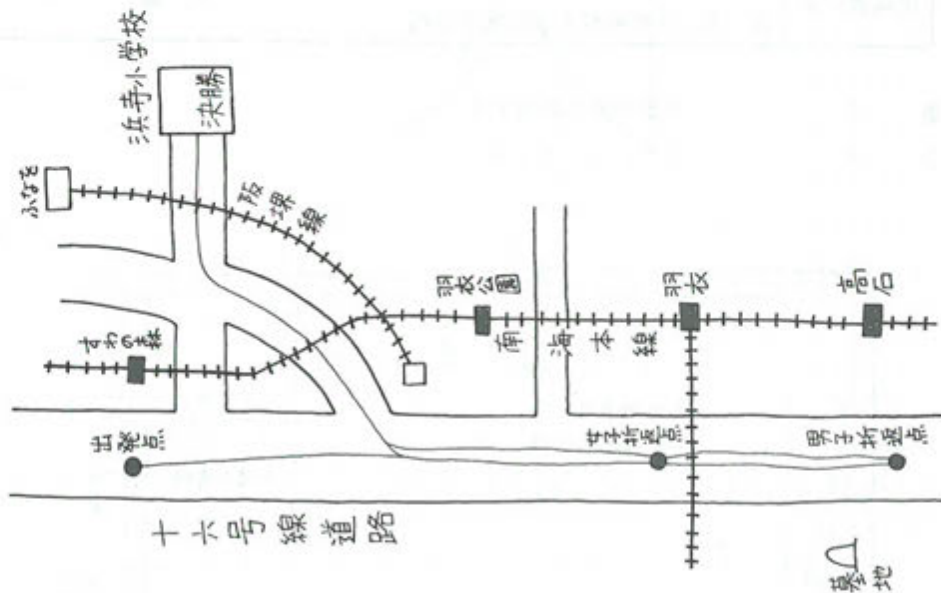 浜寺小学校
決勝
ふなを
阪堺線
すわの森
羽衣公園
南海本線
羽衣
高石
出発点
女子折返点
男子折返点
十六号線道路
墓地